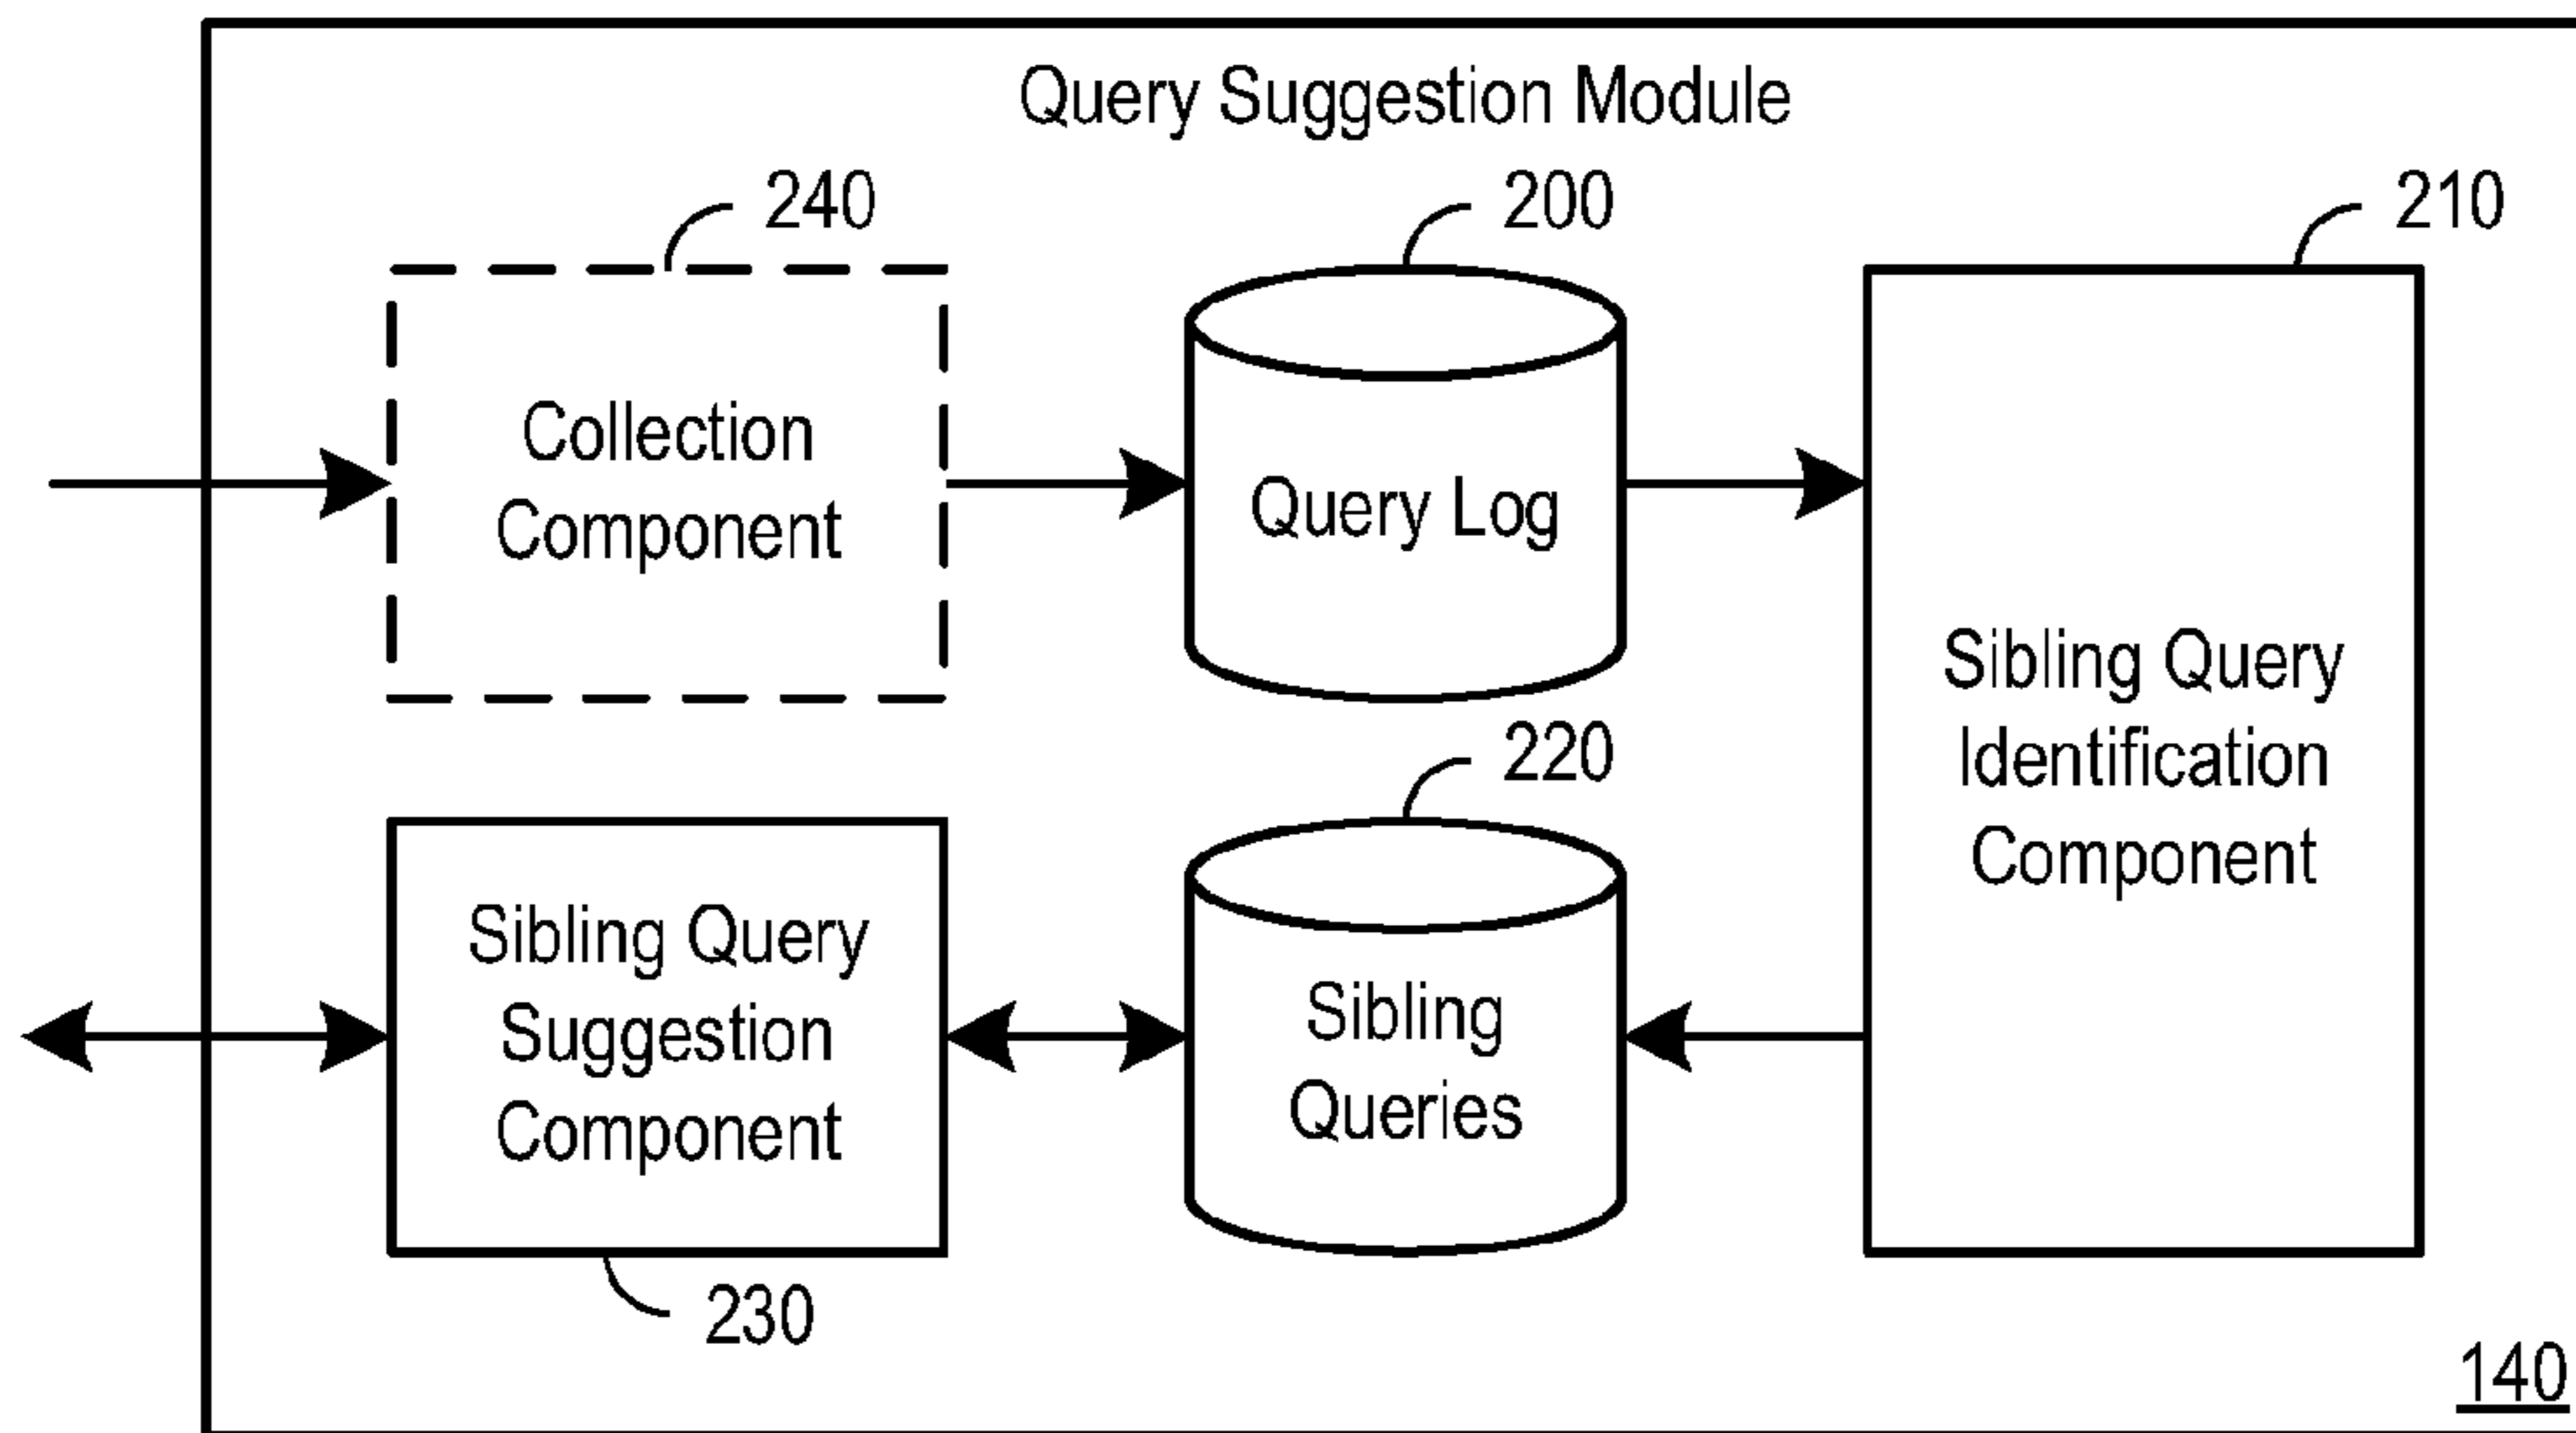 Query Suggestion Module
240
200
210
Collection
Component
Query Log
Sibling Query
Identification
Component
220
Sibling Query
Suggestion
Component
Sibling
Queries
230
140